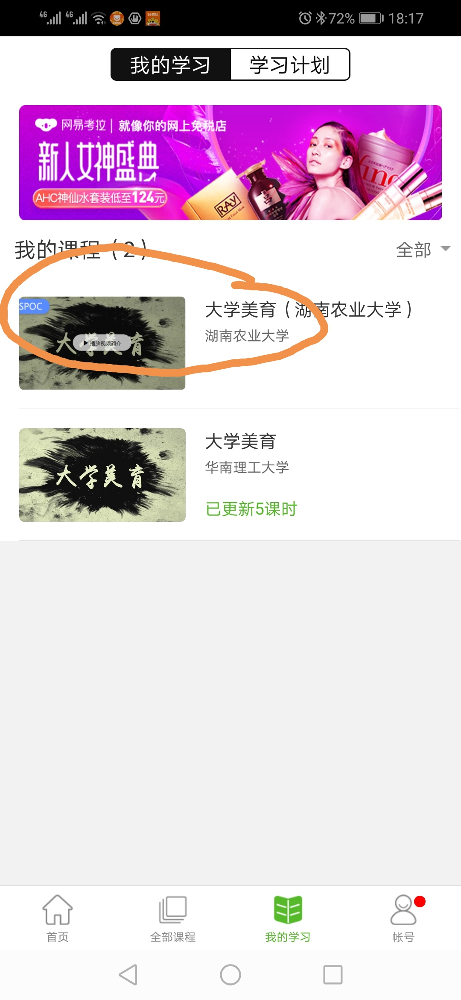 4G 4G 72% 18:17
1小时达
我的学习 学习计划
网易考拉 | 就像你的网上免税店
新人女神盛典
AHC神仙水套装低至124元
RAY
fino
我的课程（2） 全部
SPOC
大学美育
播放视频简介
大学美育（湖南农业大学）
湖南农业大学
大学美育
大学美育
华南理工大学
已更新5课时
首页 全部课程 我的学习 帐号